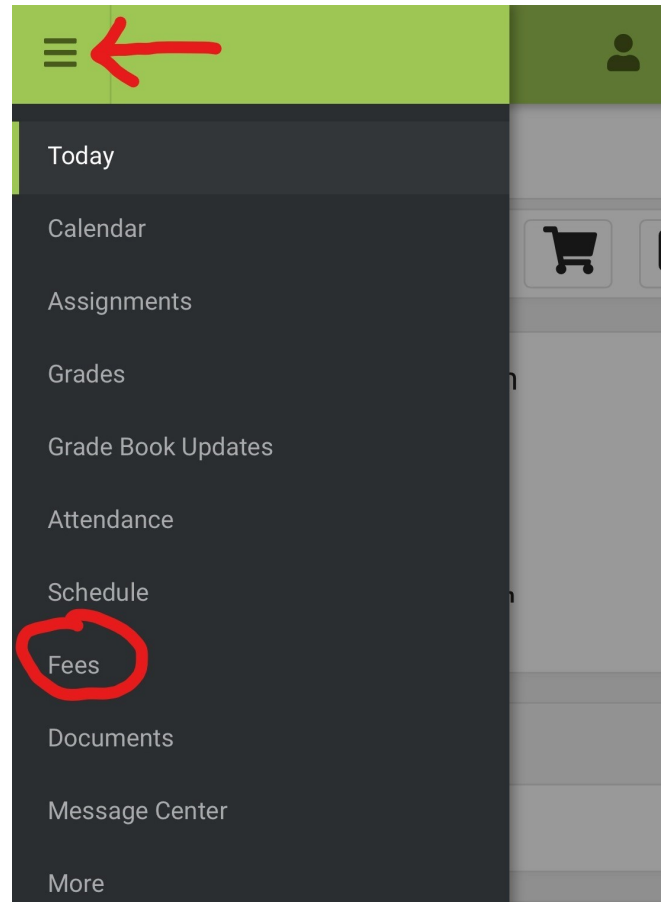 Today
Calendar
Assignments
Grades
Grade Book Updates
Attendance
Schedule
Fees
Documents
Message Center
More